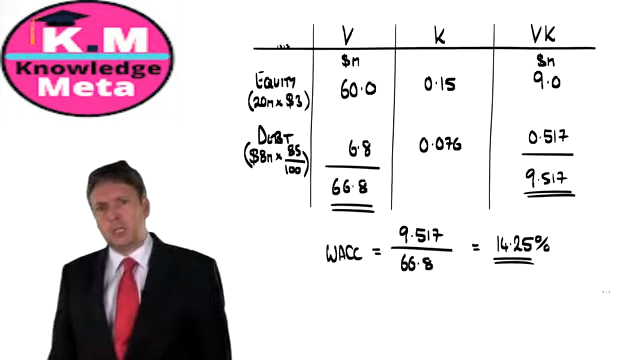 K.M
Knowledge
Meta
V K VK
$m $m
EQUITY 60.0 0.15 9.0
(20m x $3)
DEBT 6.8 0.076 0.517
($8m x 85/100)
66.8 9.517
WACC = 9.517 / 66.8 = 14.25%